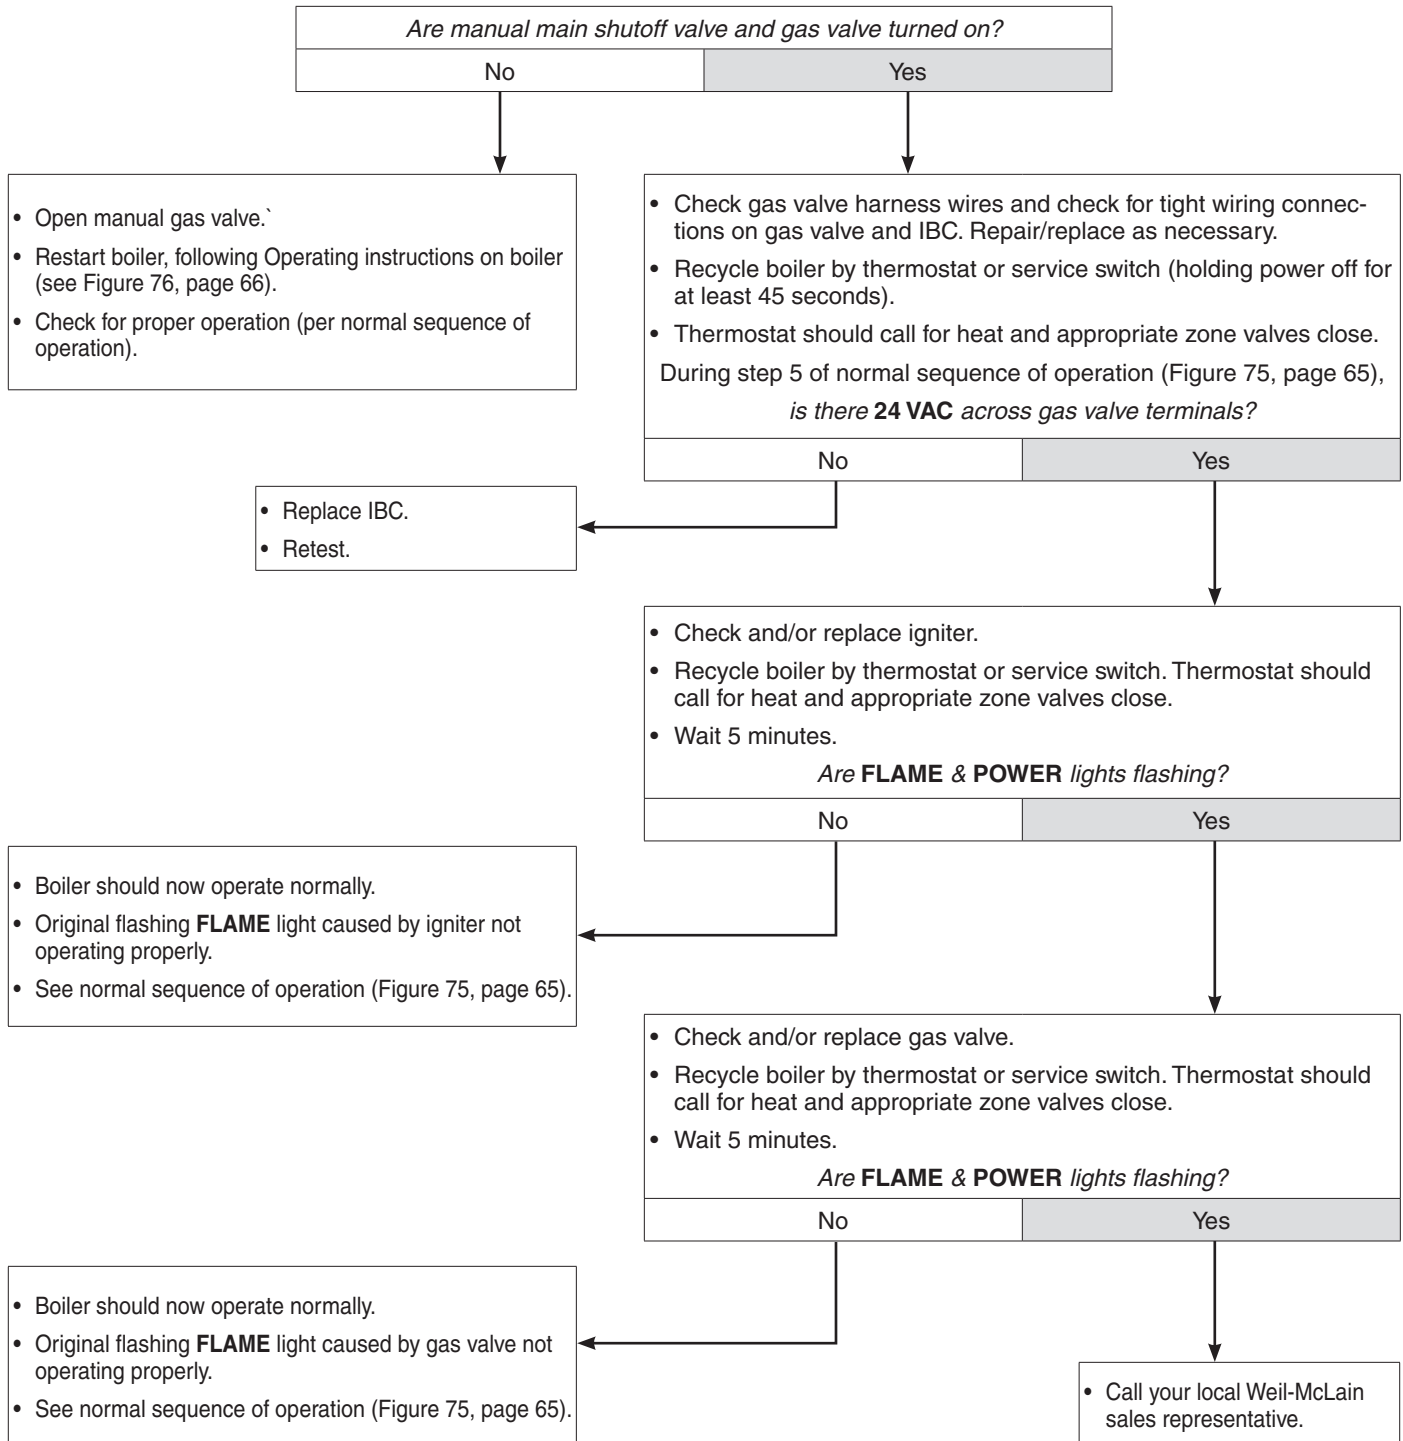 Are manual main shutoff valve and gas valve turned on?
No
Yes
• Open manual gas valve.`
• Restart boiler, following Operating instructions on boiler
(see Figure 76, page 66).
• Check for proper operation (per normal sequence of
operation).
• Check gas valve harness wires and check for tight wiring connec-
tions on gas valve and IBC. Repair/replace as necessary.
• Recycle boiler by thermostat or service switch (holding power off for
at least 45 seconds).
• Thermostat should call for heat and appropriate zone valves close.
During step 5 of normal sequence of operation (Figure 75, page 65),
is there 24 VAC across gas valve terminals?
No
Yes
• Replace IBC.
• Retest.
• Check and/or replace igniter.
• Recycle boiler by thermostat or service switch. Thermostat should
call for heat and appropriate zone valves close.
• Wait 5 minutes.
Are FLAME & POWER lights flashing?
No
Yes
• Boiler should now operate normally.
• Original flashing FLAME light caused by igniter not
operating properly.
• See normal sequence of operation (Figure 75, page 65).
• Check and/or replace gas valve.
• Recycle boiler by thermostat or service switch. Thermostat should
call for heat and appropriate zone valves close.
• Wait 5 minutes.
Are FLAME & POWER lights flashing?
No
Yes
• Boiler should now operate normally.
• Original flashing FLAME light caused by gas valve not
operating properly.
• See normal sequence of operation (Figure 75, page 65).
• Call your local Weil-McLain
sales representative.